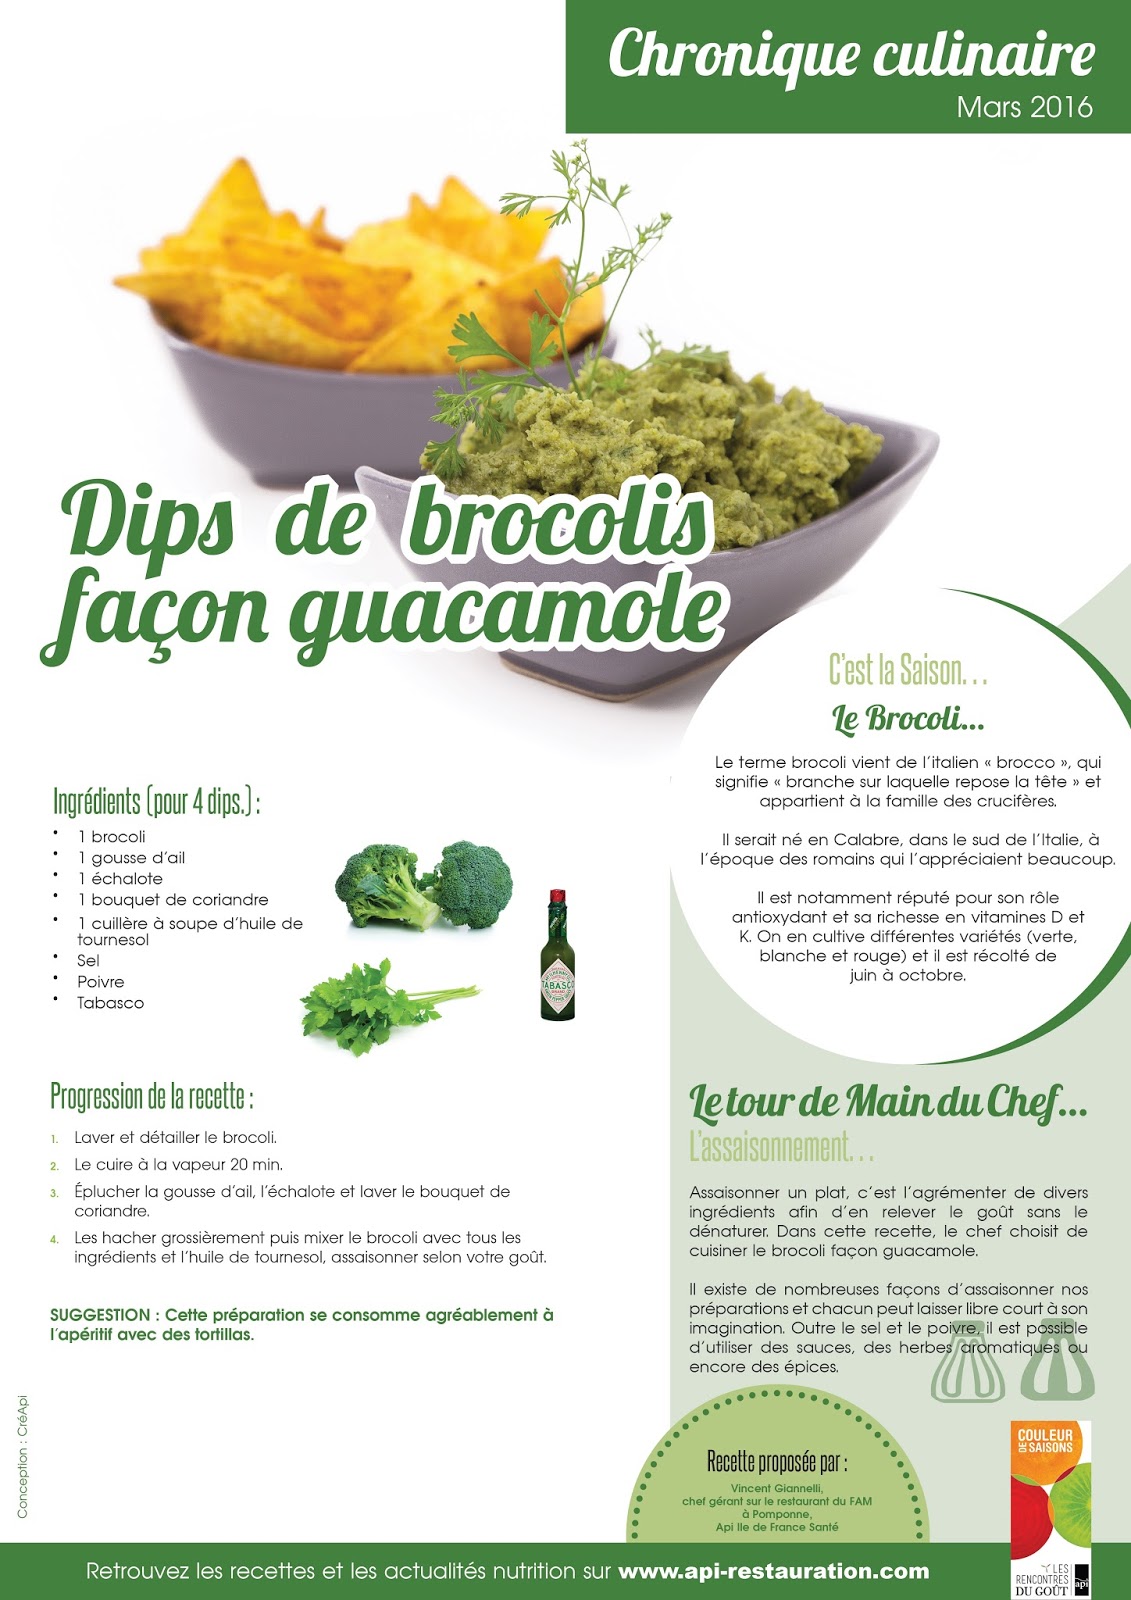 Chronique culinaire
Mars 2016
Dips de brocolis
façon guacamole
C'est la Saison...
Le Brocoli...
Le terme brocoli vient de l'italien « brocco », qui
signifie « branche sur laquelle repose la tête » et
appartient à la famille des crucifères.
Il serait né en Calabre, dans le sud de l'Italie, à
l'époque des romains qui l'appréciaient beaucoup.
Il est notamment réputé pour son rôle
antioxydant et sa richesse en vitamines D et
K. On en cultive différentes variétés (verte,
blanche et rouge) et il est récolté de
juin à octobre.
Ingrédients (pour 4 dips.) :
• 1 brocoli
• 1 gousse d'ail
• 1 échalote
• 1 bouquet de coriandre
• 1 cuillère à soupe d'huile de
tournesol
• Sel
• Poivre
• Tabasco
TABASCO
Progression de la recette :
1. Laver et détailler le brocoli.
2. Le cuire à la vapeur 20 min.
3. Éplucher la gousse d'ail, l'échalote et laver le bouquet de
coriandre.
4. Les hacher grossièrement puis mixer le brocoli avec tous les
ingrédients et l'huile de tournesol, assaisonner selon votre goût.
SUGGESTION : Cette préparation se consomme agréablement à
l'apéritif avec des tortillas.
Le tour de Main du Chef...
L'assaisonnement...
Assaisonner un plat, c'est l'agrémenter de divers
ingrédients afin d'en relever le goût sans le
dénaturer. Dans cette recette, le chef choisit de
cuisiner le brocoli façon guacamole.
Il existe de nombreuses façons d'assaisonner nos
préparations et chacun peut laisser libre court à son
imagination. Outre le sel et le poivre, il est possible
d'utiliser des sauces, des herbes aromatiques ou
encore des épices.
Recette proposée par :
Vincent Giannelli,
chef gérant sur le restaurant du FAM
à Pomponne,
Api Ile de France Santé
COULEUR
DE SAISONS
LES
RENCONTRES
DU GOÛT
api
Conception : CréApi
Retrouvez les recettes et les actualités nutrition sur www.api-restauration.com